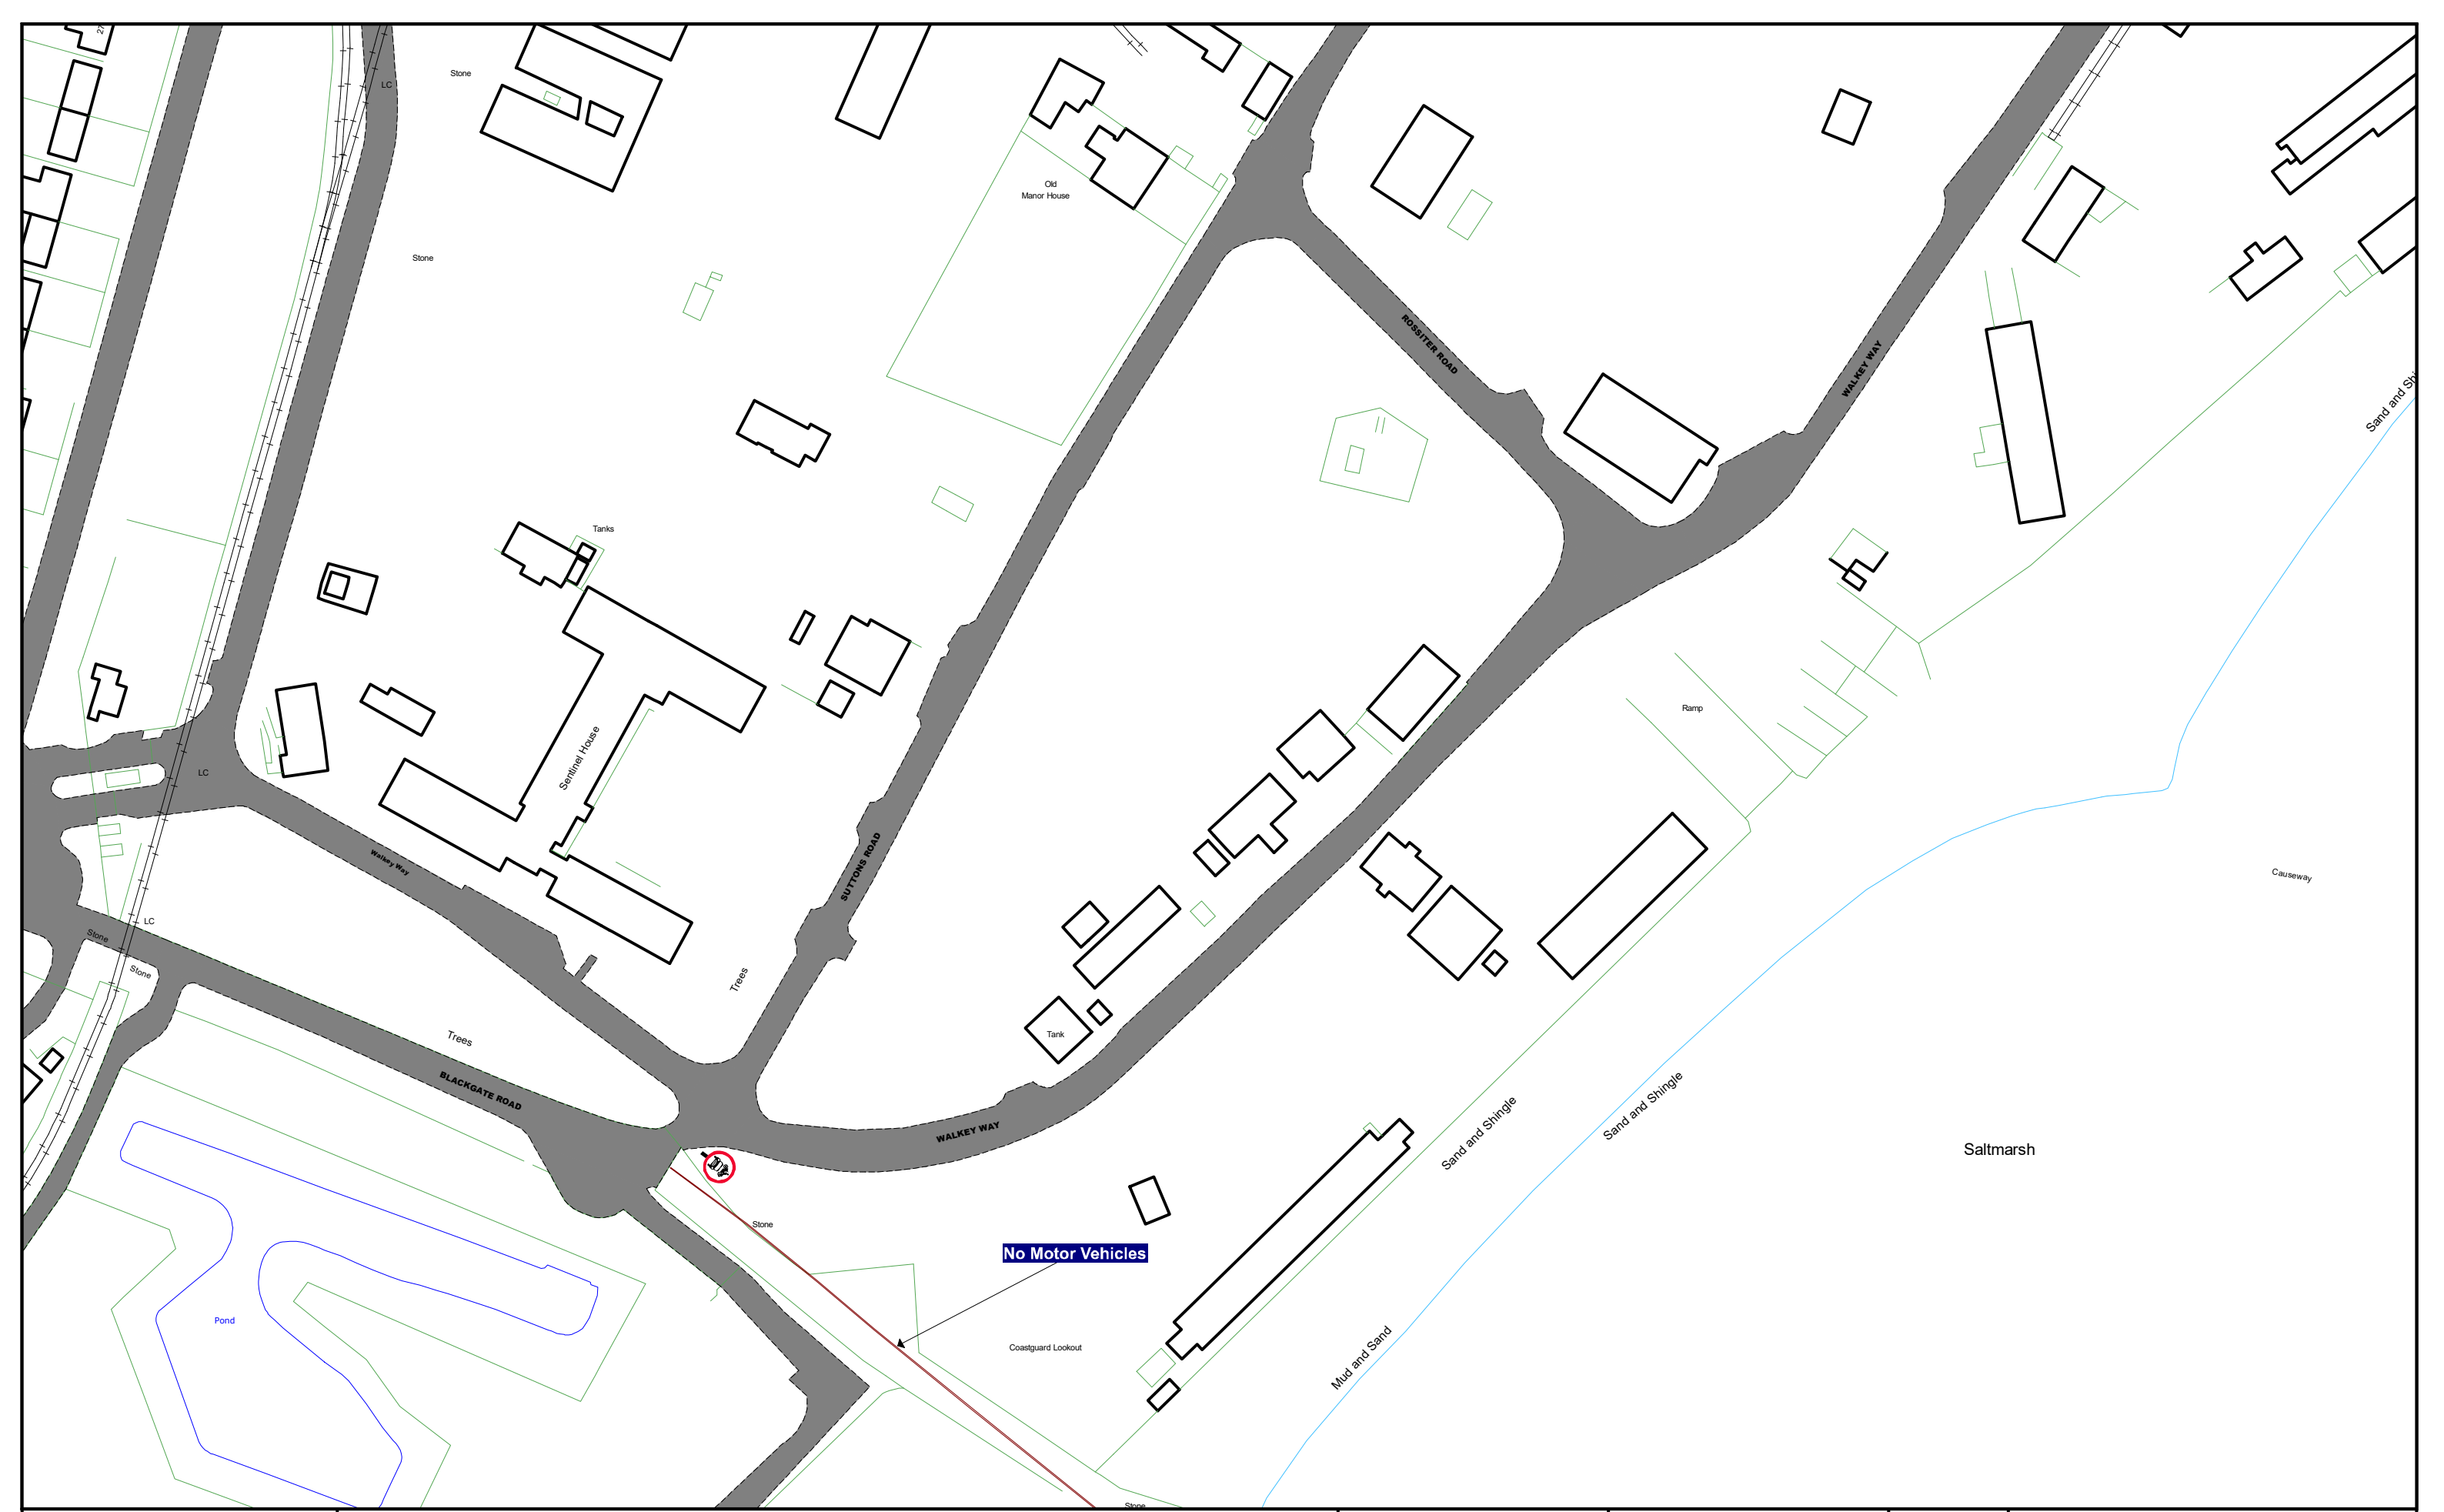 27
LC
Stone
Old
Manor House
Stone
ROSSITER ROAD
WALKEY WAY
Sand and Shi
Tanks
Ramp
Sentinel House
LC
Walkey Way
SUTTONS ROAD
Causeway
LC
Stone
Stone
Trees
Trees
Tank
BLACKGATE ROAD
WALKEY WAY
Sand and Shingle
Sand and Shingle
Saltmarsh
Stone
No Motor Vehicles
Pond
Coastguard Lookout
Mud and Sand
Stone